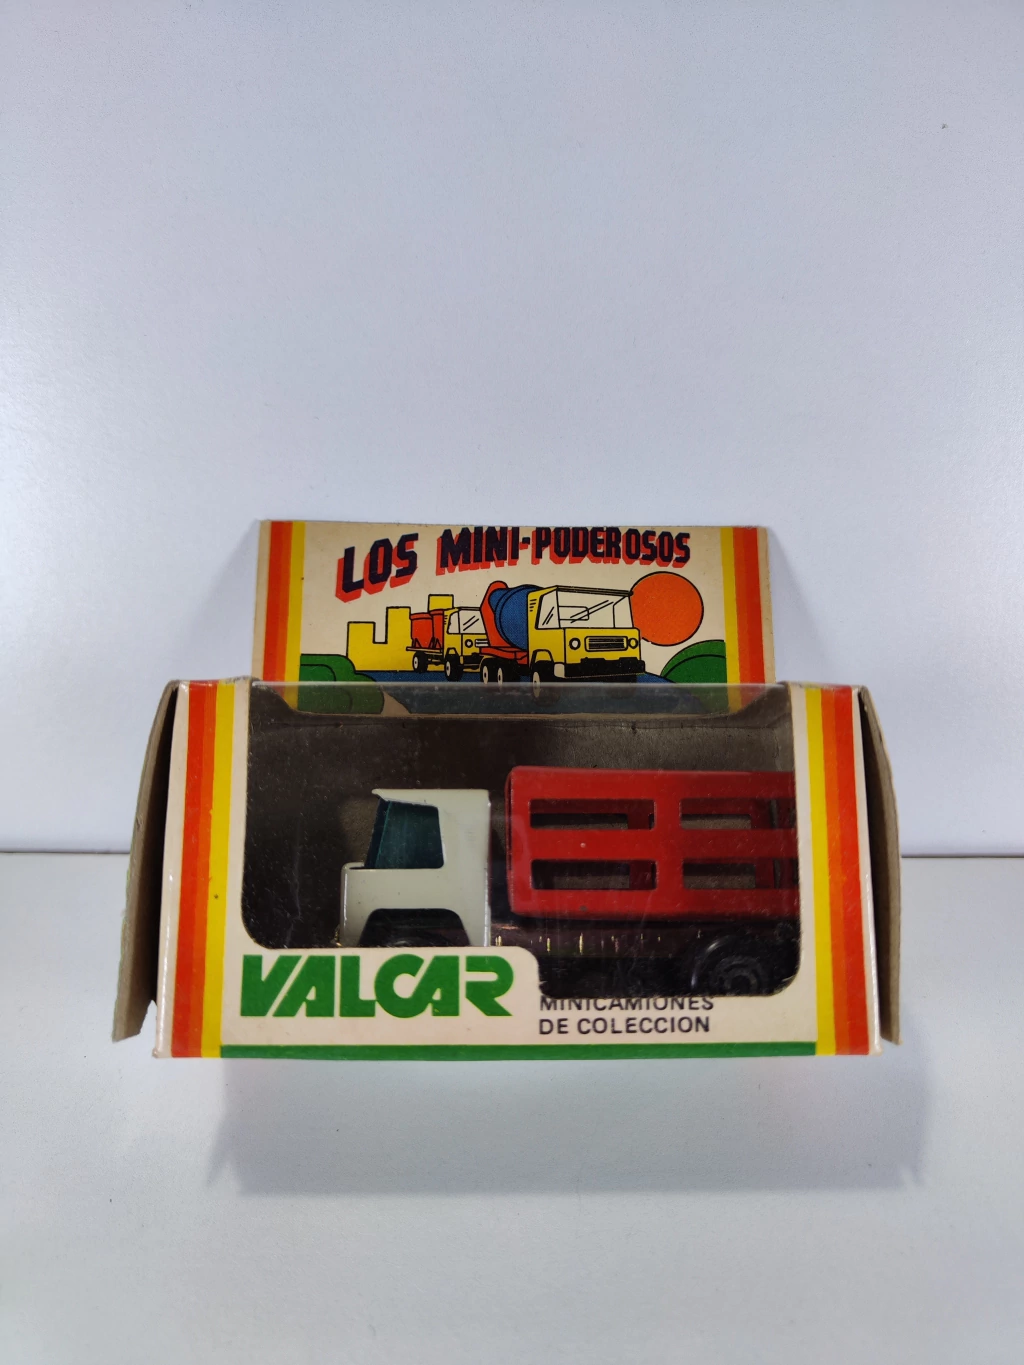 LOS MINI-PODEROSOS
VALCAR
MINICAMIONES
DE COLECCION